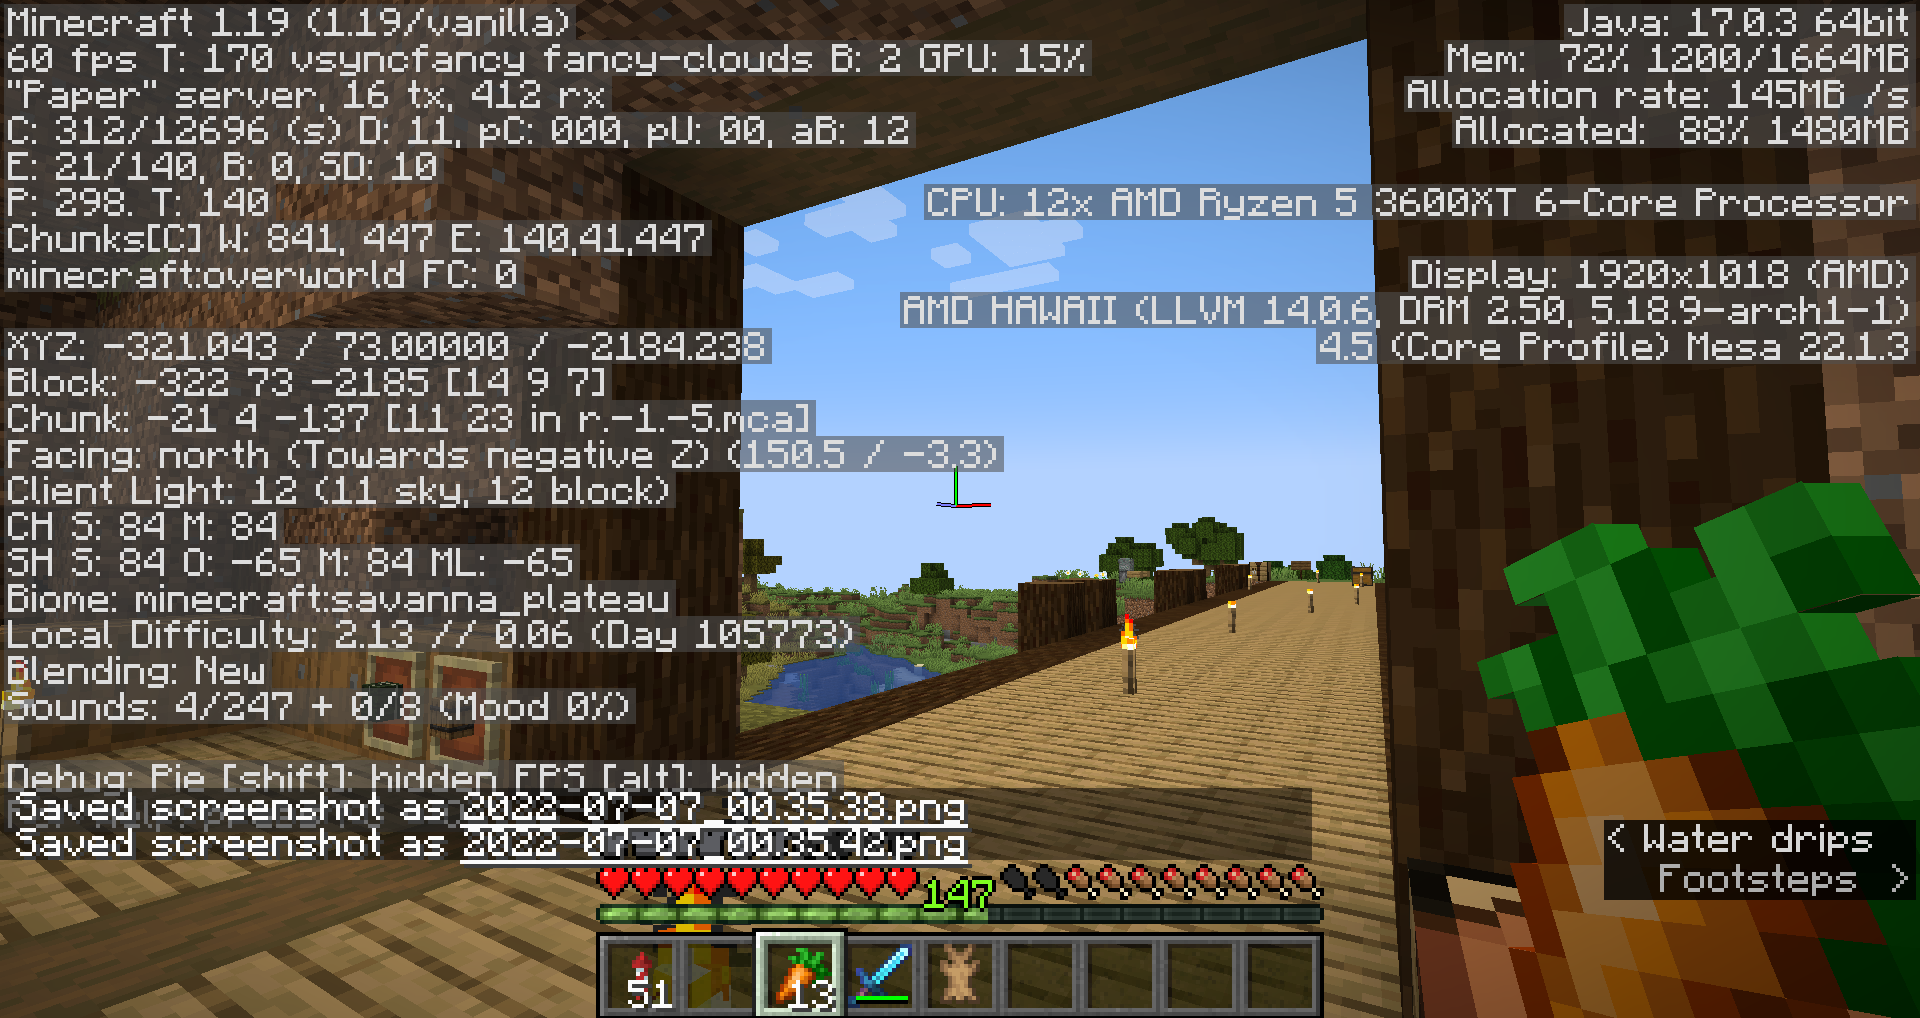 Minecraft 1.19 (1.19/vanilla)
60 fps T: 170 vsyncfancy fancy-clouds B: 2 GPU: 15%
"Paper" server, 16 tx, 412 rx
C: 312/12696 (s) D: 11, pC: 000, pU: 00, aB: 12
E: 21/140, B: 0, SD: 10
P: 298. T: 140
Chunks[C] W: 841, 447 E: 140,41,447
minecraft:overworld FC: 0
XYZ: -321.043 / 73.00000 / -2184.238
Block: -322 73 -2185 [14 9 7]
Chunk: -21 4 -137 [11 23 in r.-1.-5.mca]
Facing: north (Towards negative Z) (150.5 / -3.3)
Client Light: 12 (11 sky, 12 block)
CH S: 84 M: 84
SH S: 84 O: -65 M: 84 ML: -65
Biome: minecraft:savanna_plateau
Local Difficulty: 2.13 // 0.06 (Day 105773)
Blending: New
Sounds: 4/247 + 0/8 (Mood 0%)
Debug: Pie [shift]: hidden FPS [alt]: hidden
Saved screenshot as 2022-07-07_00.35.38.png
Saved screenshot as 2022-07-07_00.35.42.png
Java: 17.0.3 64bit
Mem: 72% 1200/1664MB
Allocation rate: 145MB /s
Allocated: 88% 1480MB
CPU: 12x AMD Ryzen 5 3600XT 6-Core Processor
Display: 1920x1018 (AMD)
AMD HAWAII (LLVM 14.0.6, DRM 2.50, 5.18.9-arch1-1)
4.5 (Core Profile) Mesa 22.1.3
< Water drips
Footsteps >
147
51
13